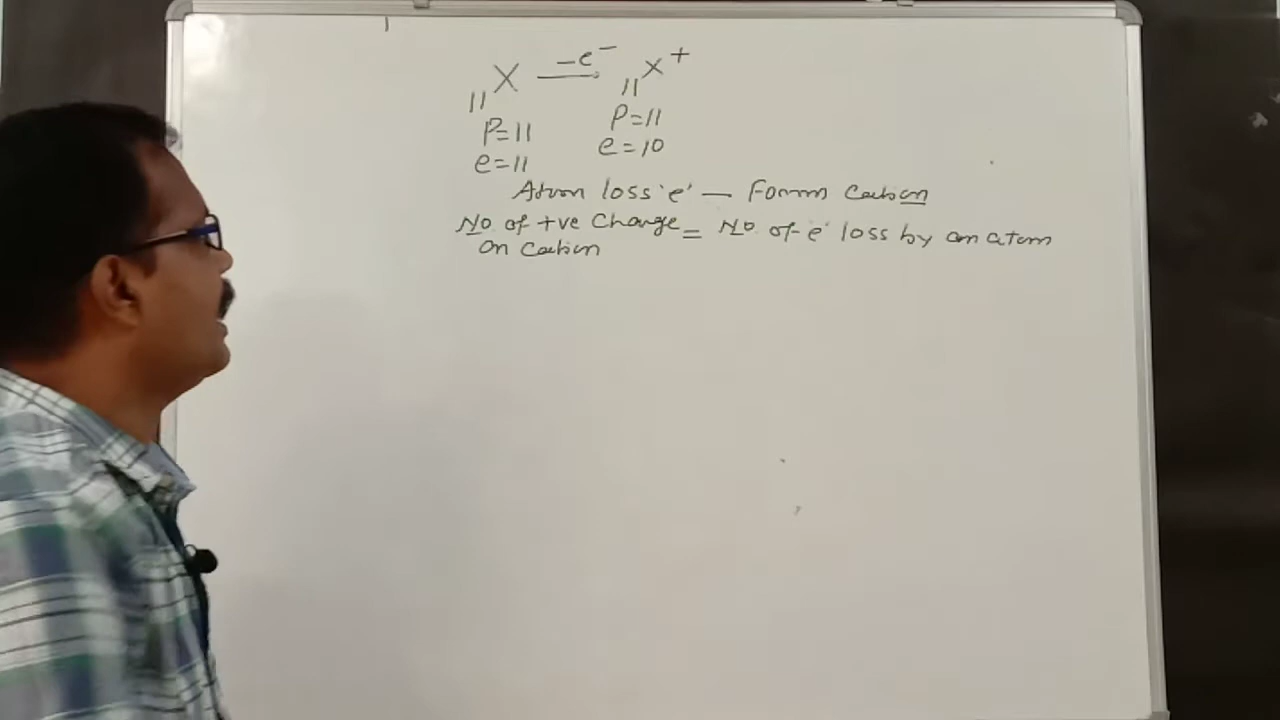 ₁₁X —–e⁻→ ₁₁X⁺
P=11 P=11
e=11 e=10
Atom loss 'e' — Form Cation
No. of +ve Charge = No. of e⁻ loss by an atom
on Cation